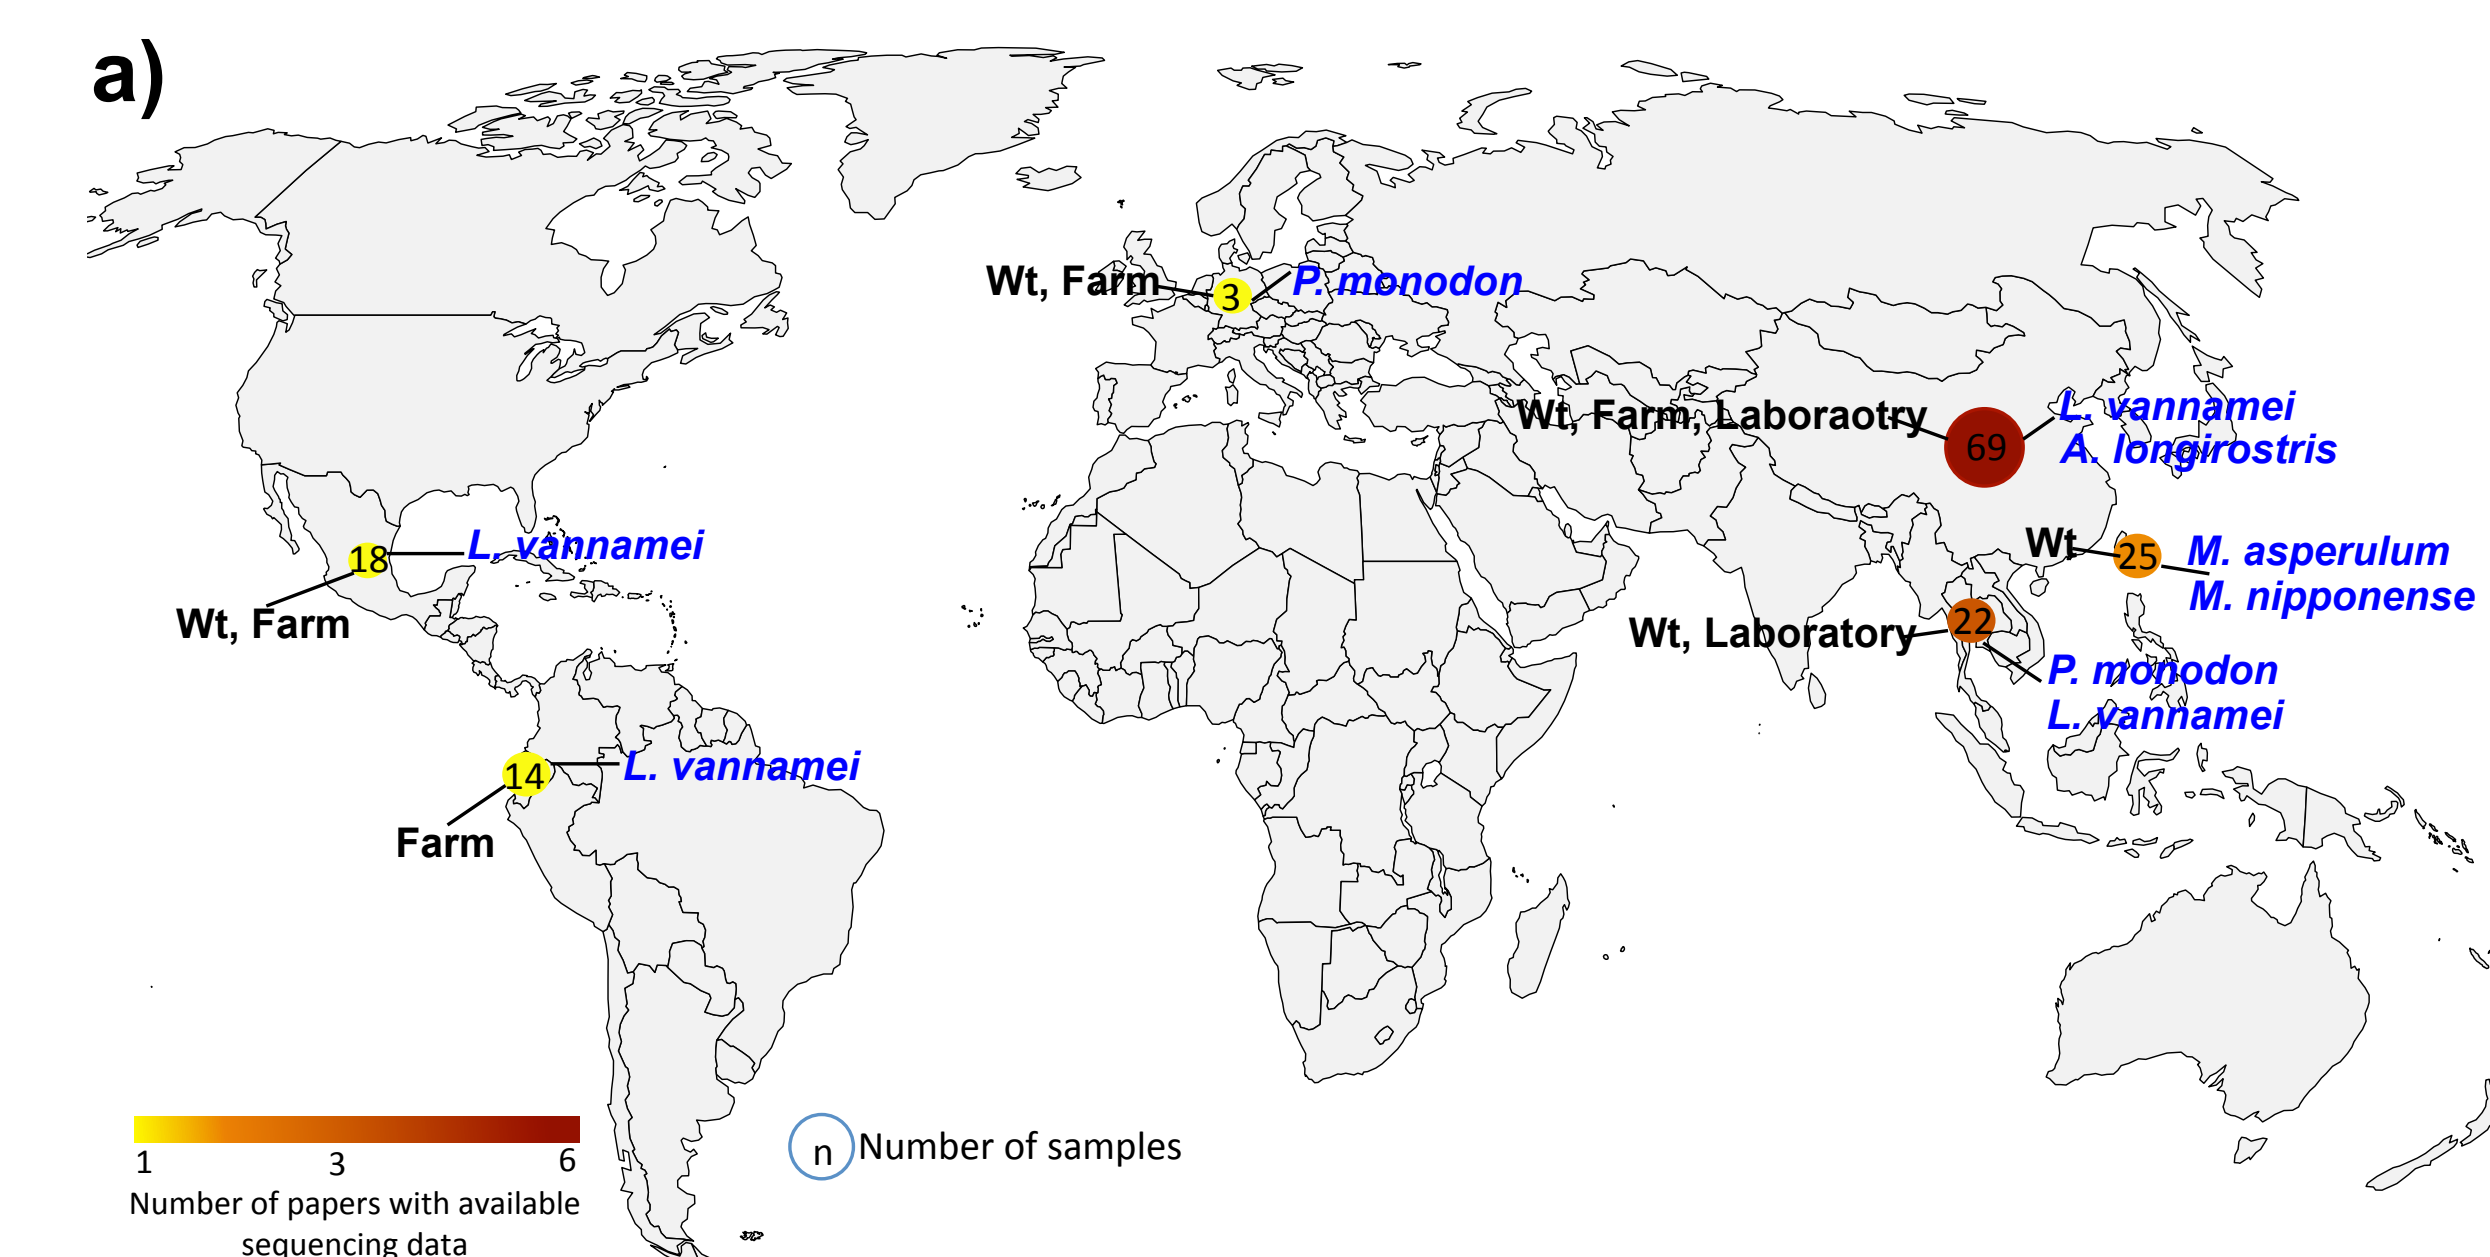 a)
Wt, Farm
3
P. monodon
Wt, Farm, Laboraotry
69
L. vannamei
A. longirostris
18
L. vannamei
Wt, Farm
Wt
25
M. asperulum
M. nipponense
Wt, Laboratory
22
P. monodon
L. vannamei
14
L. vannamei
Farm
1 3 6
Number of papers with available
sequencing data
n Number of samples